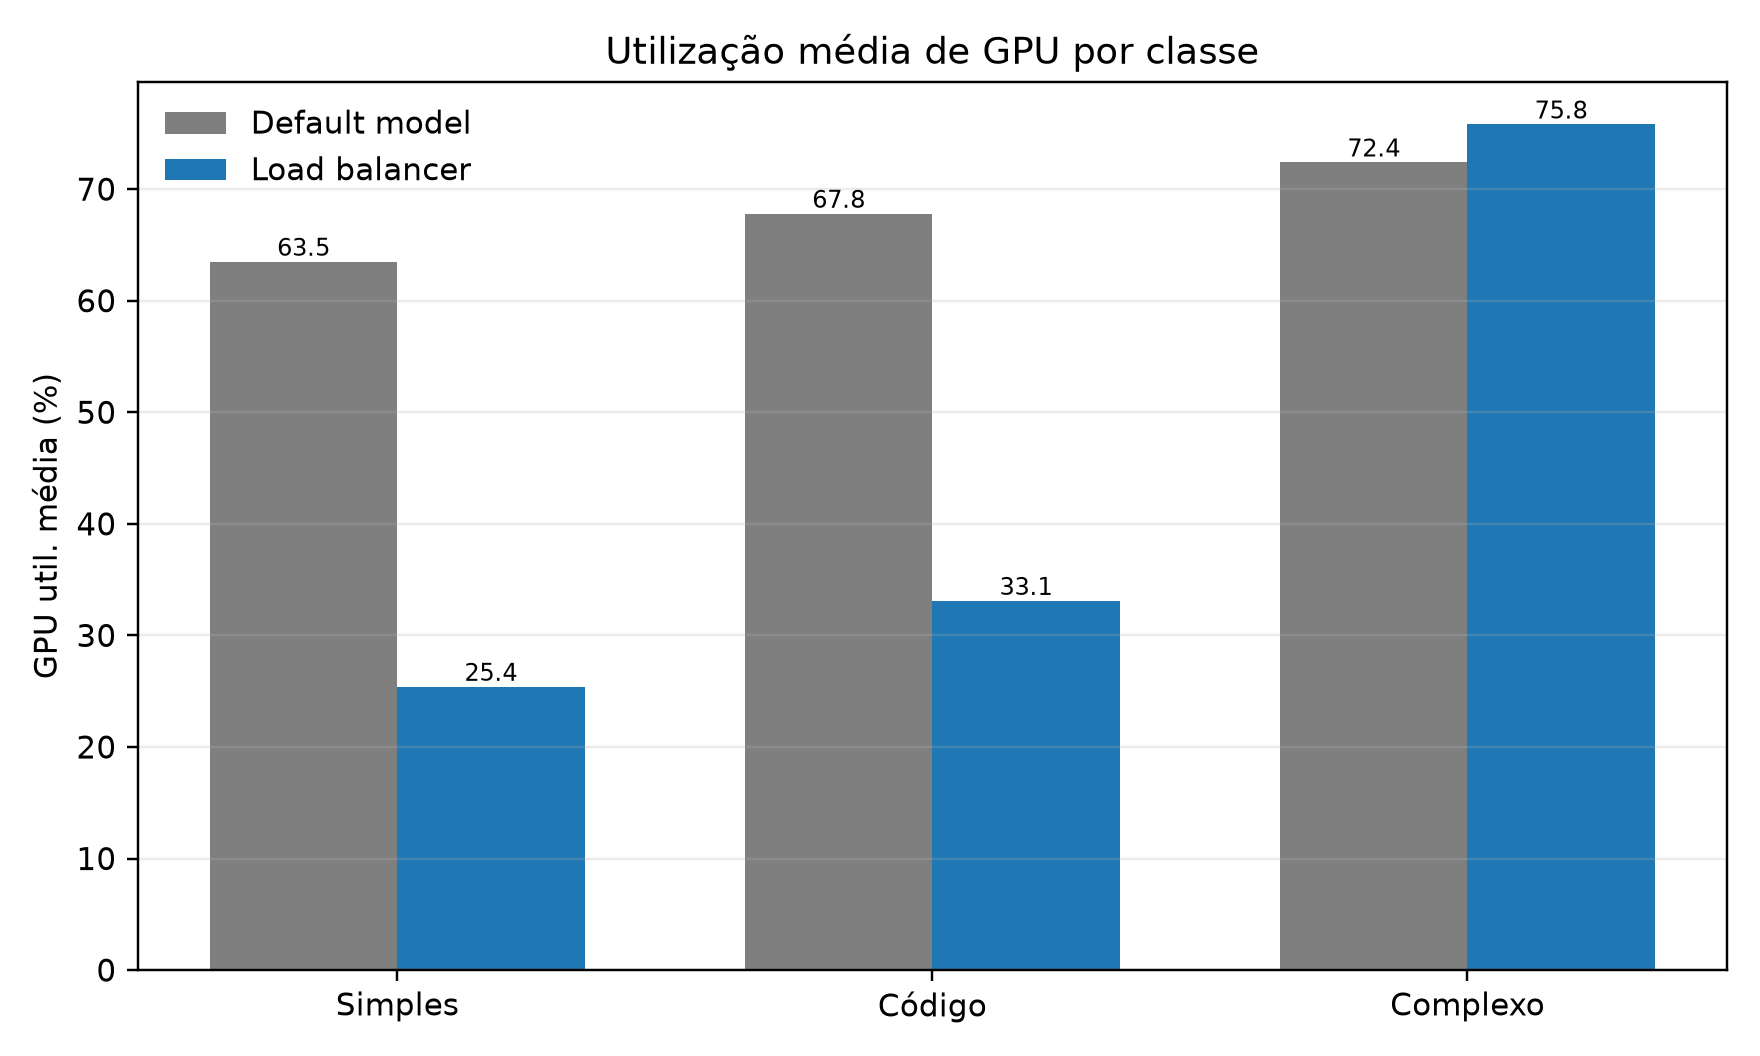 Utilização média de GPU por classe
Default model
Load balancer
GPU util. média (%)
70
60
50
40
30
20
10
0
63.5
25.4
67.8
33.1
72.4
75.8
Simples
Código
Complexo